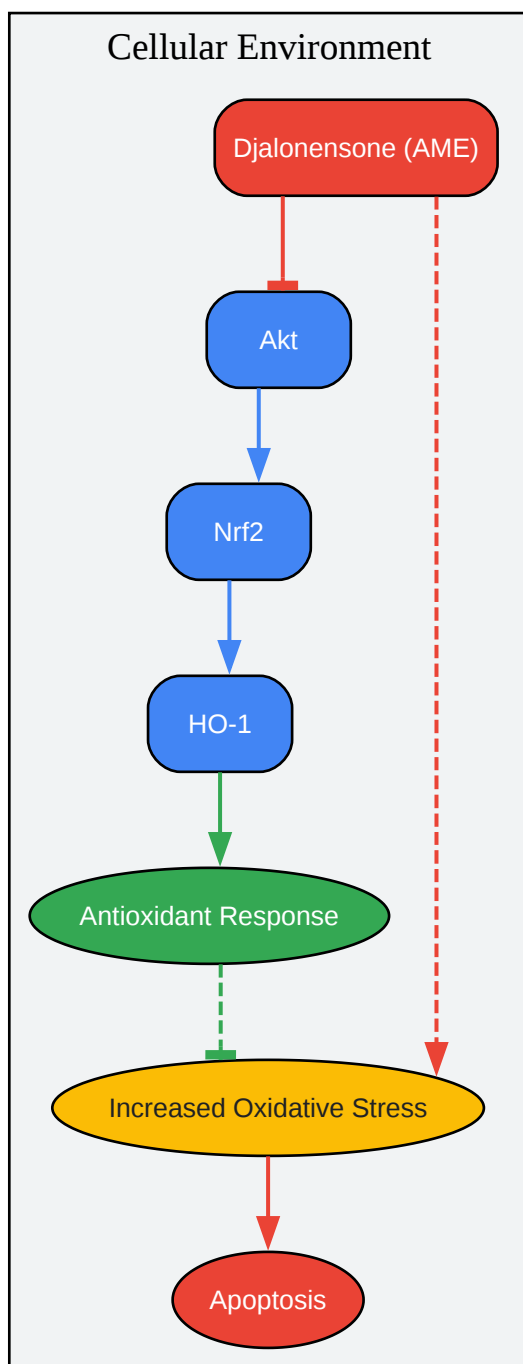 Cellular Environment
Djalonensone (AME)
Akt
Nrf2
HO-1
Antioxidant Response
Increased Oxidative Stress
Apoptosis